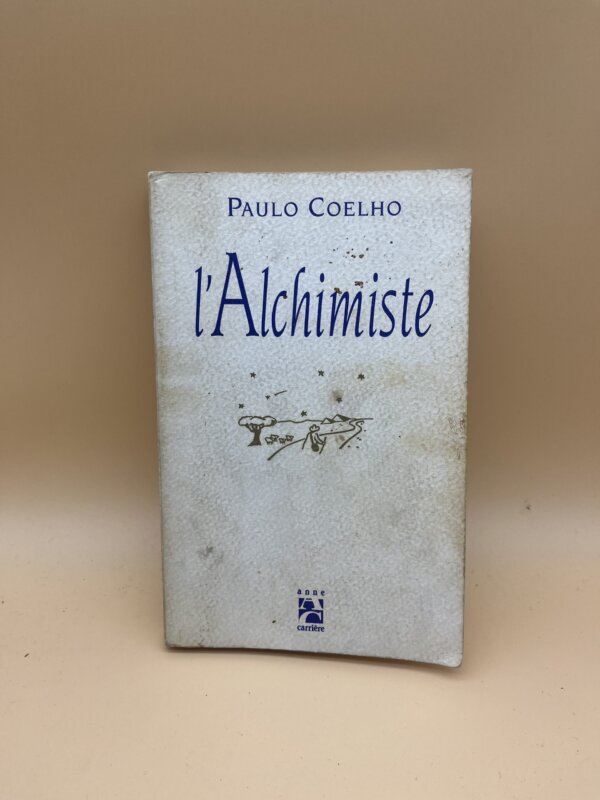 PAULO COELHO
l'Alchimiste
anne
carrière